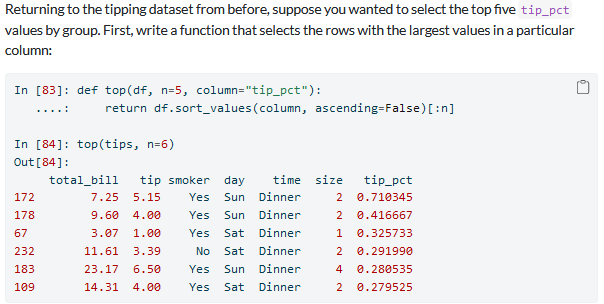 Returning to the tipping dataset from before, suppose you wanted to select the top five tip_pct
values by group. First, write a function that selects the rows with the largest values in a particular
column:
In [83]: def top(df, n=5, column="tip_pct"):
   ....:     return df.sort_values(column, ascending=False)[:n]
In [84]: top(tips, n=6)
Out[84]:
     total_bill   tip smoker  day    time  size   tip_pct
172        7.25  5.15    Yes  Sun  Dinner     2  0.710345
178        9.60  4.00    Yes  Sun  Dinner     2  0.416667
67         3.07  1.00    Yes  Sat  Dinner     1  0.325733
232       11.61  3.39     No  Sat  Dinner     2  0.291990
183       23.17  6.50    Yes  Sun  Dinner     4  0.280535
109       14.31  4.00    Yes  Sat  Dinner     2  0.279525